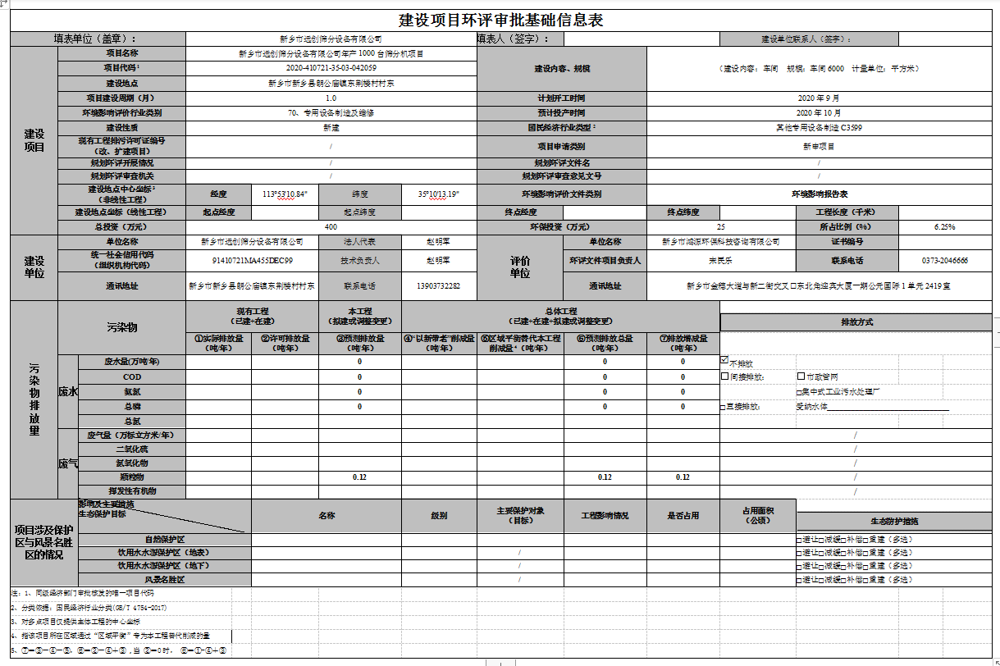 建设项目环评审批基础信息表
填表单位（盖章）： 新乡市远创筛分设备有限公司 填表人（签字）： 建设单位联系人（签字）：
建设项目
项目名称 新乡市远创筛分设备有限公司年产1000台筛分机项目 建设内容、规模 （建设内容：车间 规模：车间6000 计量单位：平方米）
项目代码1 2020-410721-35-03-042059
建设地点 新乡市新乡县朗公庙镇东荆楼村村东
项目建设周期（月） 1.0 计划开工时间 2020年9月
环境影响评价行业类别 70、专用设备制造及维修 预计投产时间 2020年10月
建设性质 新建 国民经济行业类型2 其他专用设备制造C3599
现有工程排污许可证编号
（改、扩建项目） / 项目申请类别 新申项目
规划环评开展情况 / 规划环评文件名 /
规划环评审查机关 / 规划环评审查意见文号 /
建设地点中心坐标3
（非线性工程） 经度 113°53'10.84" 纬度 35°10'13.19" 环境影响评价文件类别 环境影响报告表
建设地点坐标（线性工程） 起点经度 起点纬度 终点经度 终点纬度 工程长度（千米）
总投资（万元） 400 环保投资（万元） 25 所占比例（%） 6.25%
建设单位
单位名称 新乡市远创筛分设备有限公司 法人代表 赵明军 评价单位 单位名称 新乡市鸿源环保科技咨询有限公司 证书编号
统一社会信用代码
（组织机构代码） 91410721MA455DEC99 技术负责人 赵明军 环评文件项目负责人 宋民乐 联系电话 0373-2046666
通讯地址 新乡市新乡县朗公庙镇东荆楼村村东 联系电话 13903732282 通讯地址 新乡市金穗大道与新二街交叉口东北角迎宾大厦一期公元国际1单元2419室
污染物排放量
污染物 现有工程
（已建+在建） 本工程
（拟建或调整变更） 总体工程
（已建+在建+拟建或调整变更） 排放方式
①实际排放量
（吨/年） ②许可排放量
（吨/年） ③预测排放量
（吨/年） ④"以新带老"削减量
（吨/年） ⑤区域平衡替代本工程
削减量4（吨/年） ⑥预测排放总量
（吨/年） ⑦排放增减量
（吨/年）
废水
废水量(万吨/年) 0 0 0 ☑不排放
COD 0 0 0 □间接排放： □市政管网
氨氮 0 0 0 □集中式工业污水处理厂
总磷 0 0 0 □直接排放： 受纳水体
总氮
废气
废气量（万标立方米/年） /
二氧化硫 /
氮氧化物 /
颗粒物 0.12 0.12 0.12 /
挥发性有机物 /
项目涉及保护区与风景名胜区的情况
影响及主要措施
生态保护目标 名称 级别 主要保护对象
（目标） 工程影响情况 是否占用 占用面积
（公顷） 生态防护措施
自然保护区 □避让□减缓□补偿□重建（多选）
饮用水水源保护区（地表） / □避让□减缓□补偿□重建（多选）
饮用水水源保护区（地下） / □避让□减缓□补偿□重建（多选）
风景名胜区 / □避让□减缓□补偿□重建（多选）
注：1、同级经济部门审批核发的唯一项目代码
2、分类依据：国民经济行业分类(GB/T 4754-2017)
3、对多点项目仅提供主体工程的中心坐标
4、指该项目所在区域通过"区域平衡"专为本工程替代削减的量
5、⑦=③-④-⑤，⑥=②-④+③，当②=0时，⑥=①-④+③